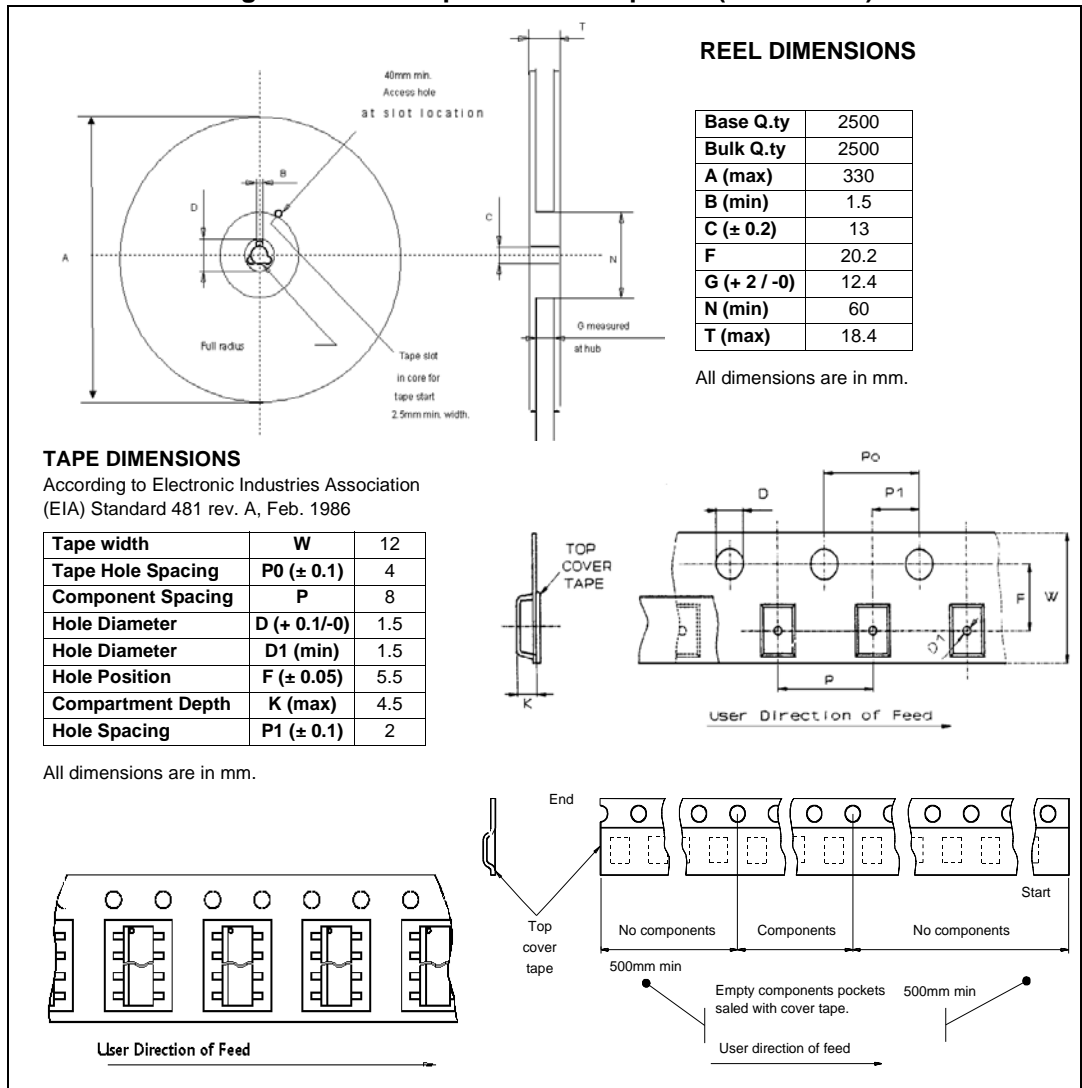 REEL DIMENSIONS
T
40mm min.
Access hole
at slot location
B
D
C
A
N
Full radius
Tape slot
in core for
tape start
2.5mm min. width.
G measured
at hub
Base Q.ty 2500
Bulk Q.ty 2500
A (max) 330
B (min) 1.5
C (± 0.2) 13
F 20.2
G (+ 2 / -0) 12.4
N (min) 60
T (max) 18.4
All dimensions are in mm.
TAPE DIMENSIONS
According to Electronic Industries Association
(EIA) Standard 481 rev. A, Feb. 1986
Tape width W 12
Tape Hole Spacing P0 (± 0.1) 4
Component Spacing P 8
Hole Diameter D (+ 0.1/-0) 1.5
Hole Diameter D1 (min) 1.5
Hole Position F (± 0.05) 5.5
Compartment Depth K (max) 4.5
Hole Spacing P1 (± 0.1) 2
All dimensions are in mm.
Po
D
P1
TOP
COVER
TAPE
F
W
D1
K
P
User Direction of Feed
End
Start
Top
cover
tape
No components Components No components
500mm min
Empty components pockets
saled with cover tape.
500mm min
User direction of feed
User Direction of Feed